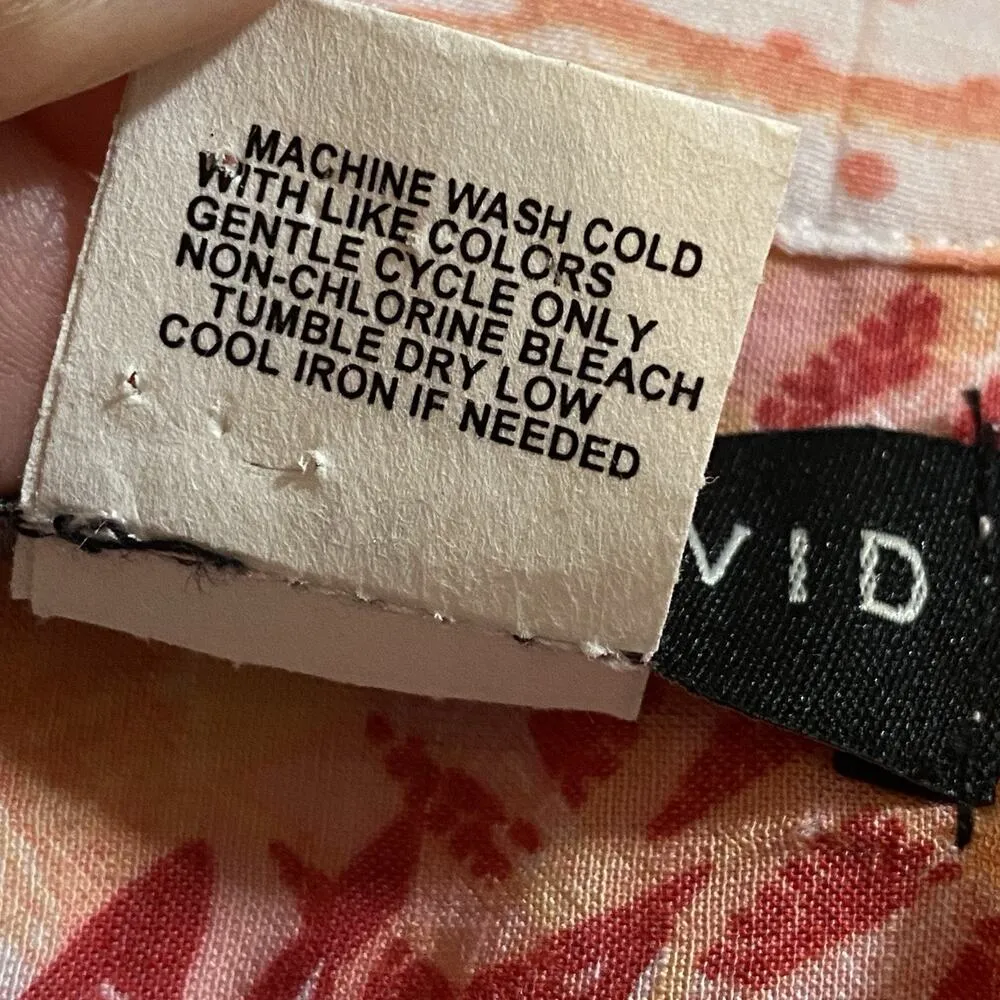 MACHINE WASH COLD
WITH LIKE COLORS
GENTLE CYCLE ONLY
NON-CHLORINE BLEACH
TUMBLE DRY LOW
COOL IRON IF NEEDED
VID